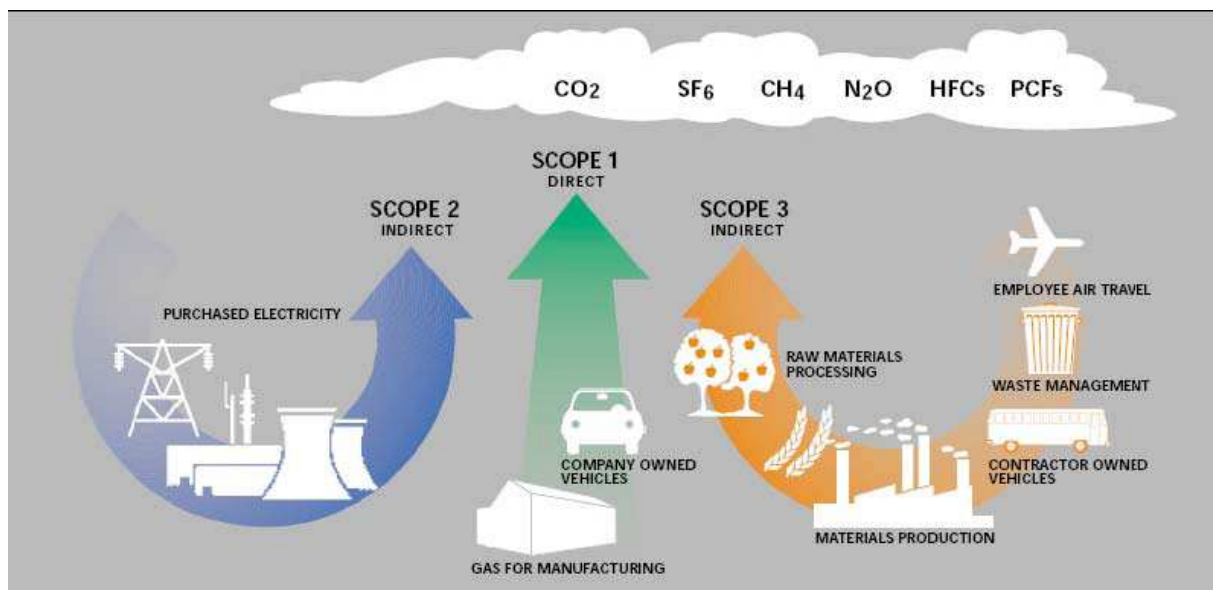 CO2 SF6 CH4 N2O HFCs PCFs
SCOPE 1
DIRECT
SCOPE 2
INDIRECT
SCOPE 3
INDIRECT
PURCHASED ELECTRICITY
COMPANY OWNED
VEHICLES
GAS FOR MANUFACTURING
RAW MATERIALS
PROCESSING
MATERIALS PRODUCTION
EMPLOYEE AIR TRAVEL
WASTE MANAGEMENT
CONTRACTOR OWNED
VEHICLES